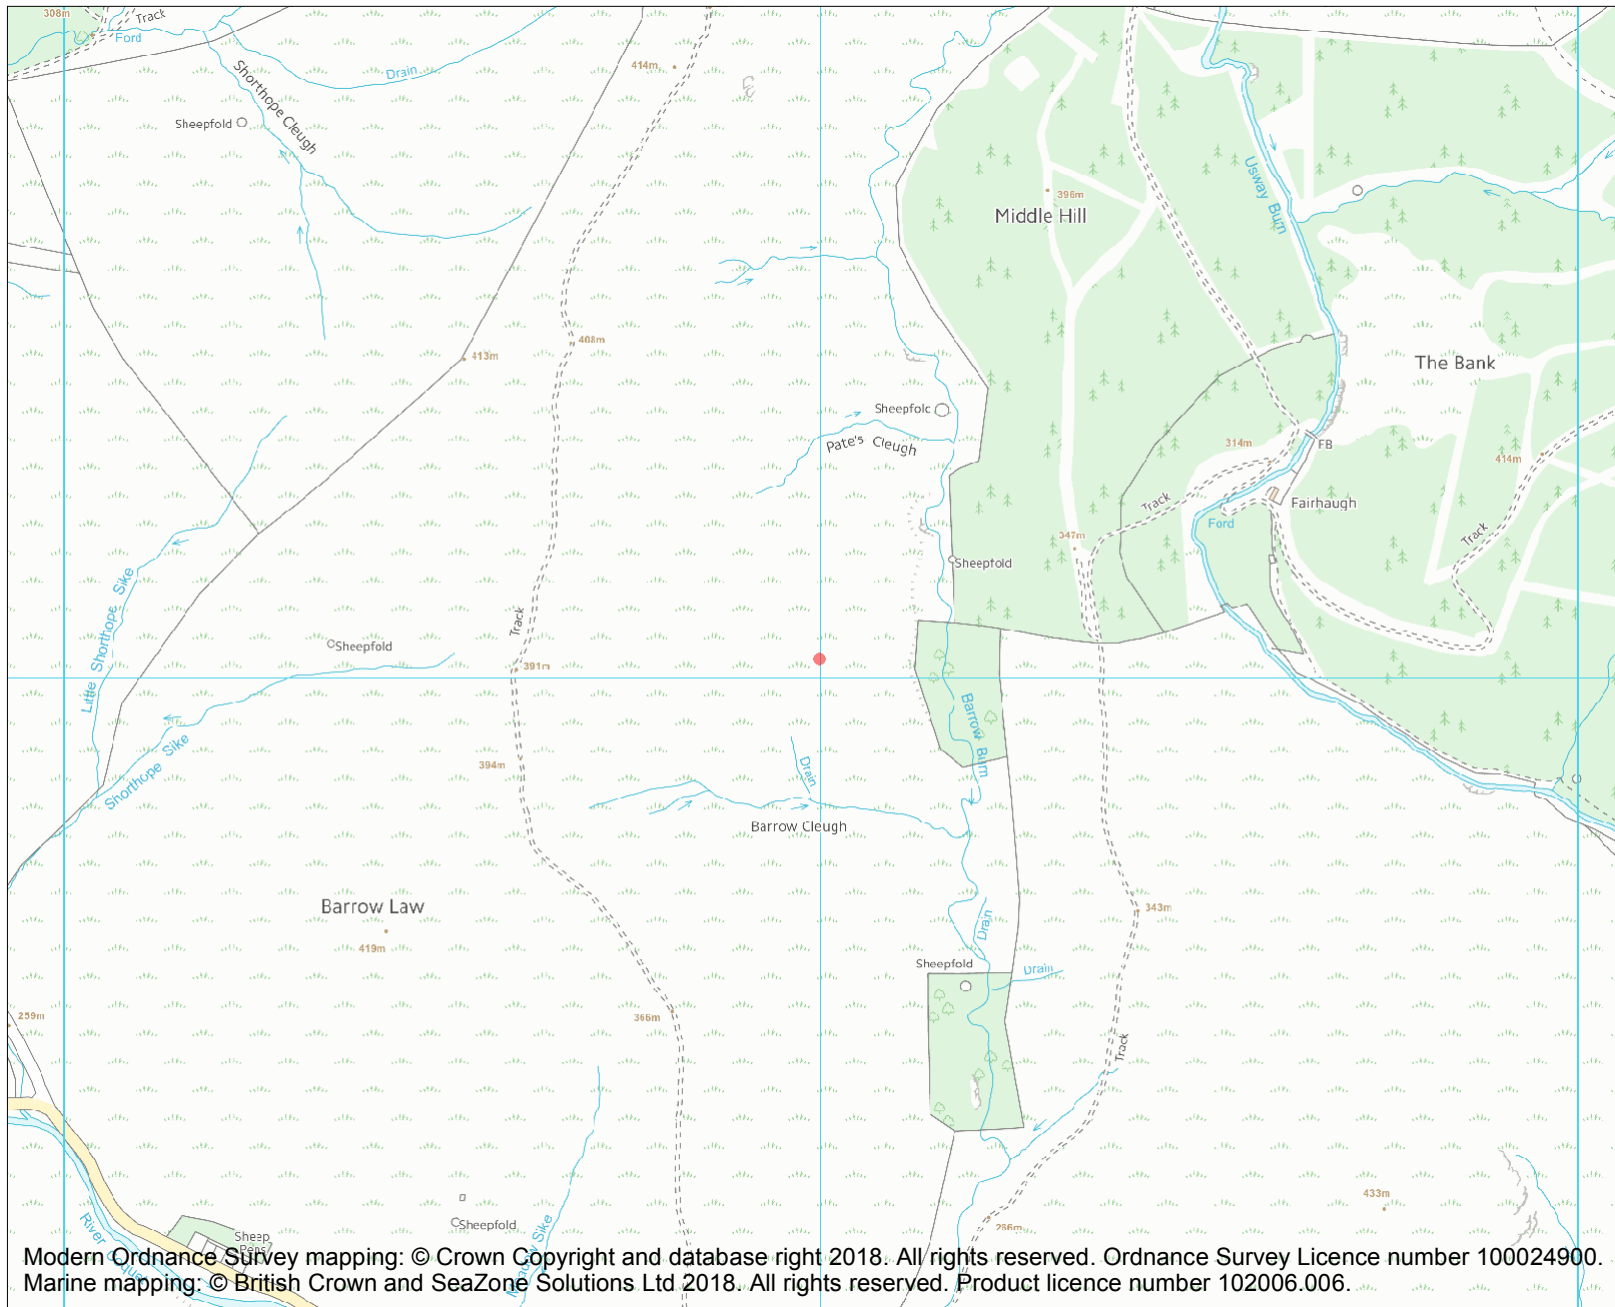 308m
Track
Ford
Drain
414m
Shorthope Cleugh
Sheepfold
Usway Burn
396m
Middle Hill
408m
413m
The Bank
Sheepfolc
Pate's Cleugh
314m
FB
414m
Track
Fairhaugh
Ford
347m
Track
Sheepfold
Little Shorthope Sike
Track
Sheepfold
391m
Barrow Burn
Shorthope Sike
394m
Drain
Barrow Cleugh
Barrow Law
343m
Drain
419m
Sheepfold
Drain
259m
366m
Track
433m
Sheepfold
286m
River
Sheep
Pens
Sike
Modern Ordnance Survey mapping: © Crown Copyright and database right 2018. All rights reserved. Ordnance Survey Licence number 100024900.
Marine mapping: © British Crown and SeaZone Solutions Ltd 2018. All rights reserved. Product licence number 102006.006.